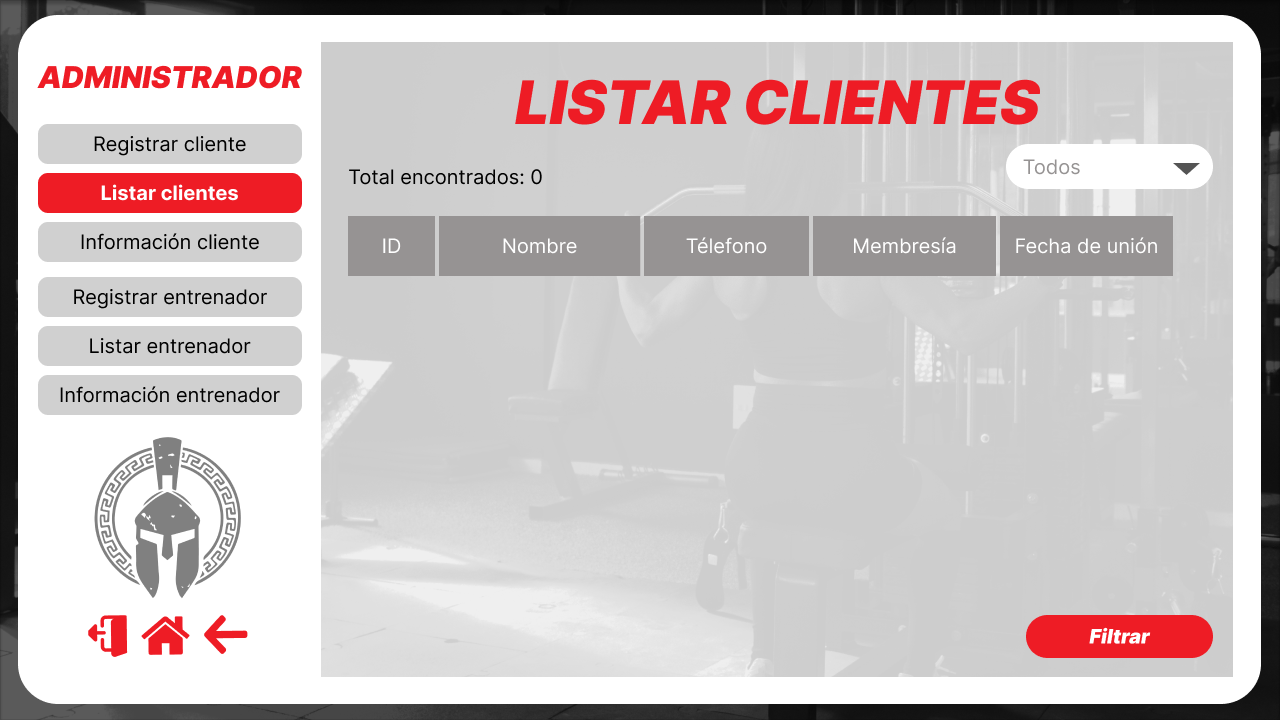 ADMINISTRADOR
Registrar cliente
Listar clientes
Información cliente
Registrar entrenador
Listar entrenador
Información entrenador
LISTAR CLIENTES
Total encontrados: 0
Todos
ID
Nombre
Télefono
Membresía
Fecha de unión
Filtrar